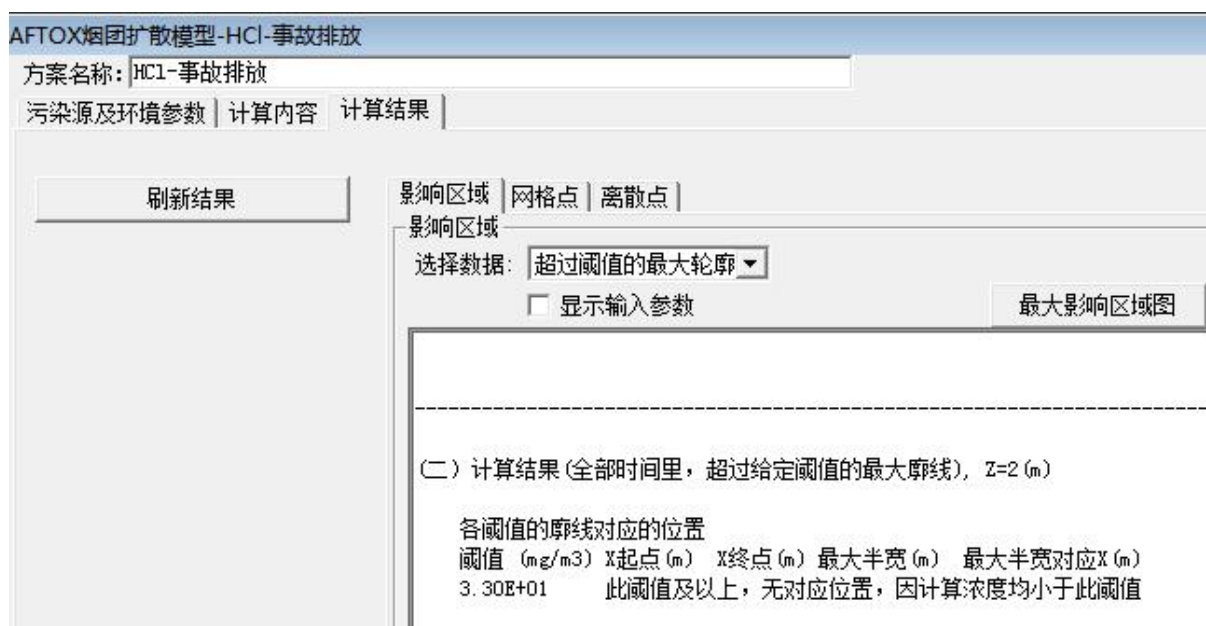 AFTOX烟团扩散模型-HCl-事故排放
方案名称: HCl-事故排放
污染源及环境参数 计算内容 计算结果
刷新结果
影响区域 网格点 离散点
影响区域
选择数据: 超过阈值的最大轮廓
显示输入参数
最大影响区域图
(二) 计算结果(全部时间里，超过给定阈值的最大廓线), Z=2(m)
各阈值的廓线对应的位置
阈值 (mg/m3) X起点(m) X终点(m) 最大半宽(m) 最大半宽对应X(m)
3.30E+01 此阈值及以上，无对应位置，因计算浓度均小于此阈值